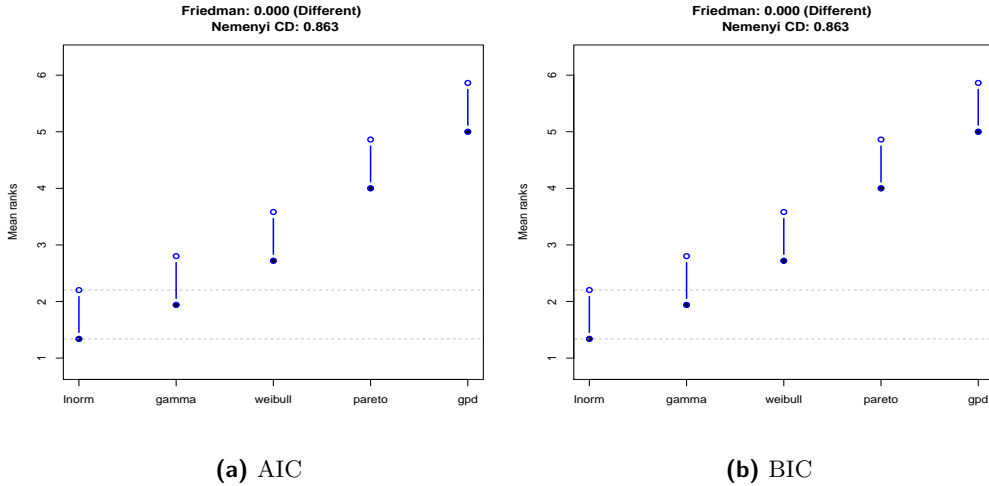 Friedman: 0.000 (Different)
Nemenyi CD: 0.863
Mean ranks
6
5
4
3
2
1
lnorm gamma weibull pareto gpd
(a) AIC
Friedman: 0.000 (Different)
Nemenyi CD: 0.863
Mean ranks
6
5
4
3
2
1
lnorm gamma weibull pareto gpd
(b) BIC